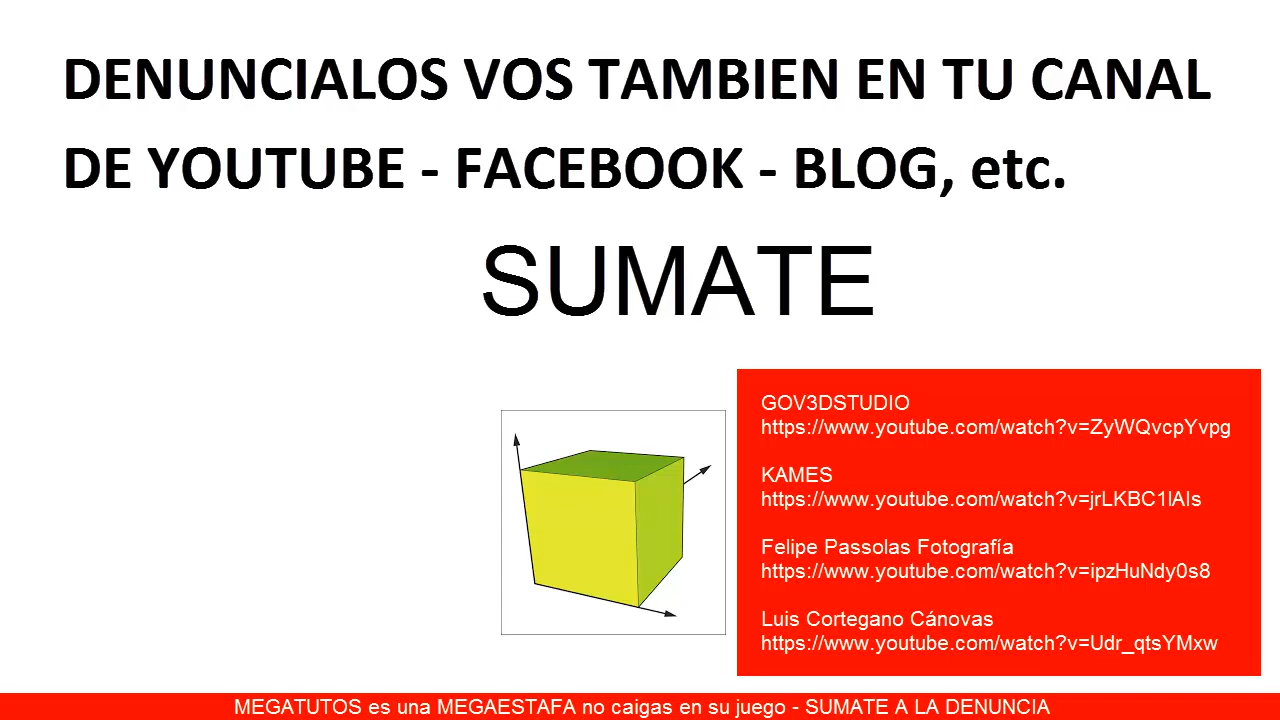 DENUNCIALOS VOS TAMBIEN EN TU CANAL
DE YOUTUBE - FACEBOOK - BLOG, etc.
SUMATE
GOV3DSTUDIO
https://www.youtube.com/watch?v=ZyWQvcpYvpg
KAMES
https://www.youtube.com/watch?v=jrLKBC1lAIs
Felipe Passolas Fotografía
https://www.youtube.com/watch?v=ipzHuNdy0s8
Luis Cortegano Cánovas
https://www.youtube.com/watch?v=Udr_qtsYMxw
MEGATUTOS es una MEGAESTAFA no caigas en su juego - SUMATE A LA DENUNCIA